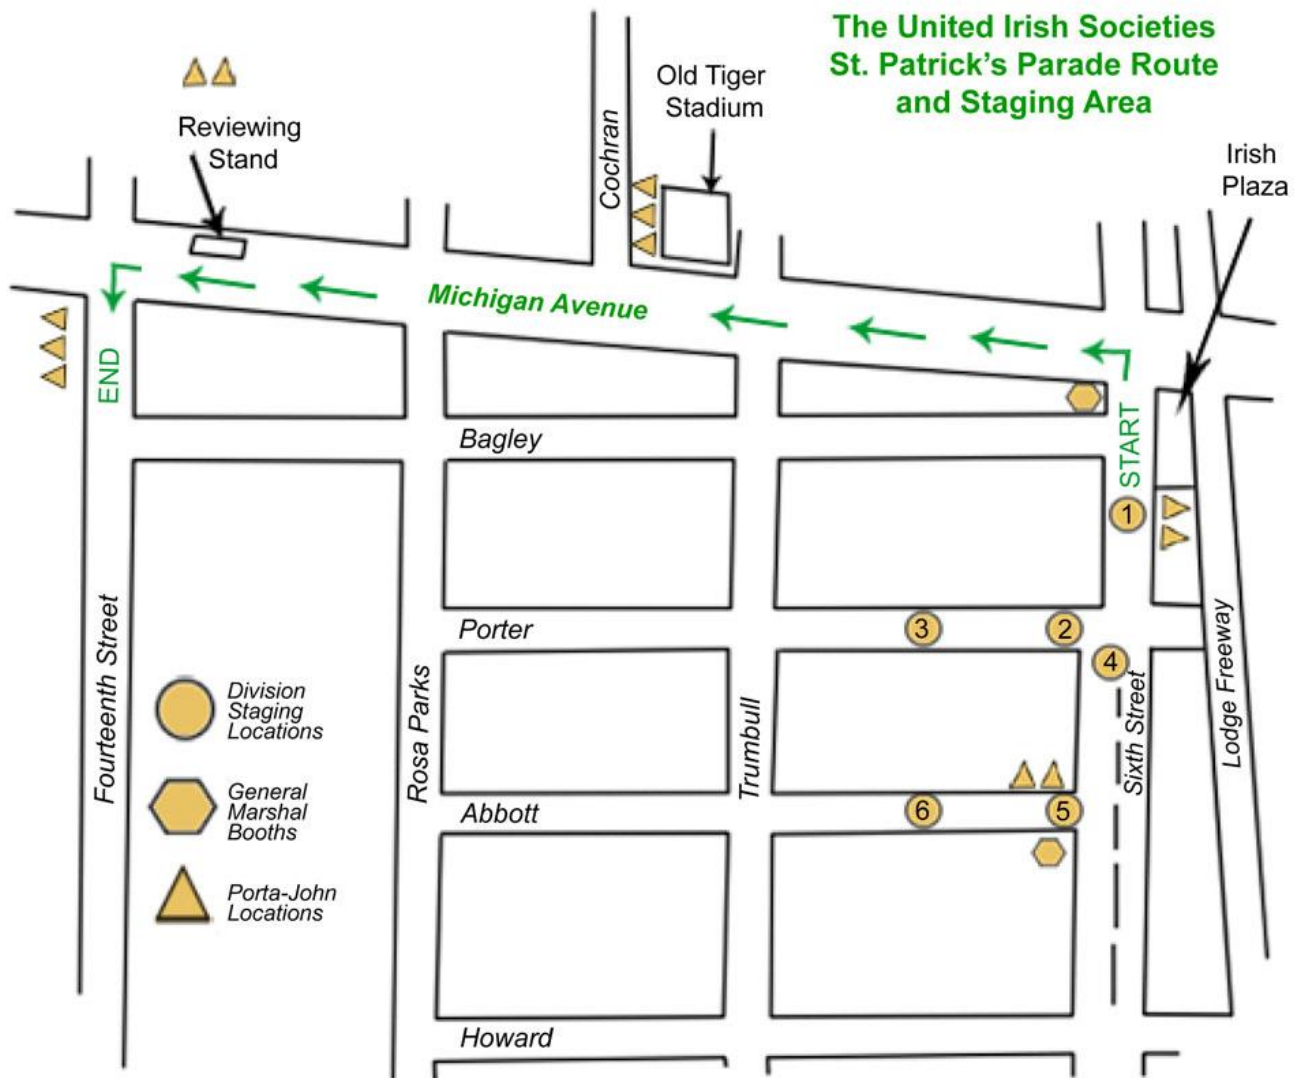 The United Irish Societies
St. Patrick's Parade Route
and Staging Area
Old Tiger
Stadium
Reviewing
Stand
Irish
Plaza
Cochran
Michigan Avenue
END
START
Bagley
1
Porter
3
2
4
Fourteenth Street
Rosa Parks
Trumbull
Sixth Street
Lodge Freeway
Division
Staging
Locations
General
Marshal
Booths
Abbott
6
5
Porta-John
Locations
Howard